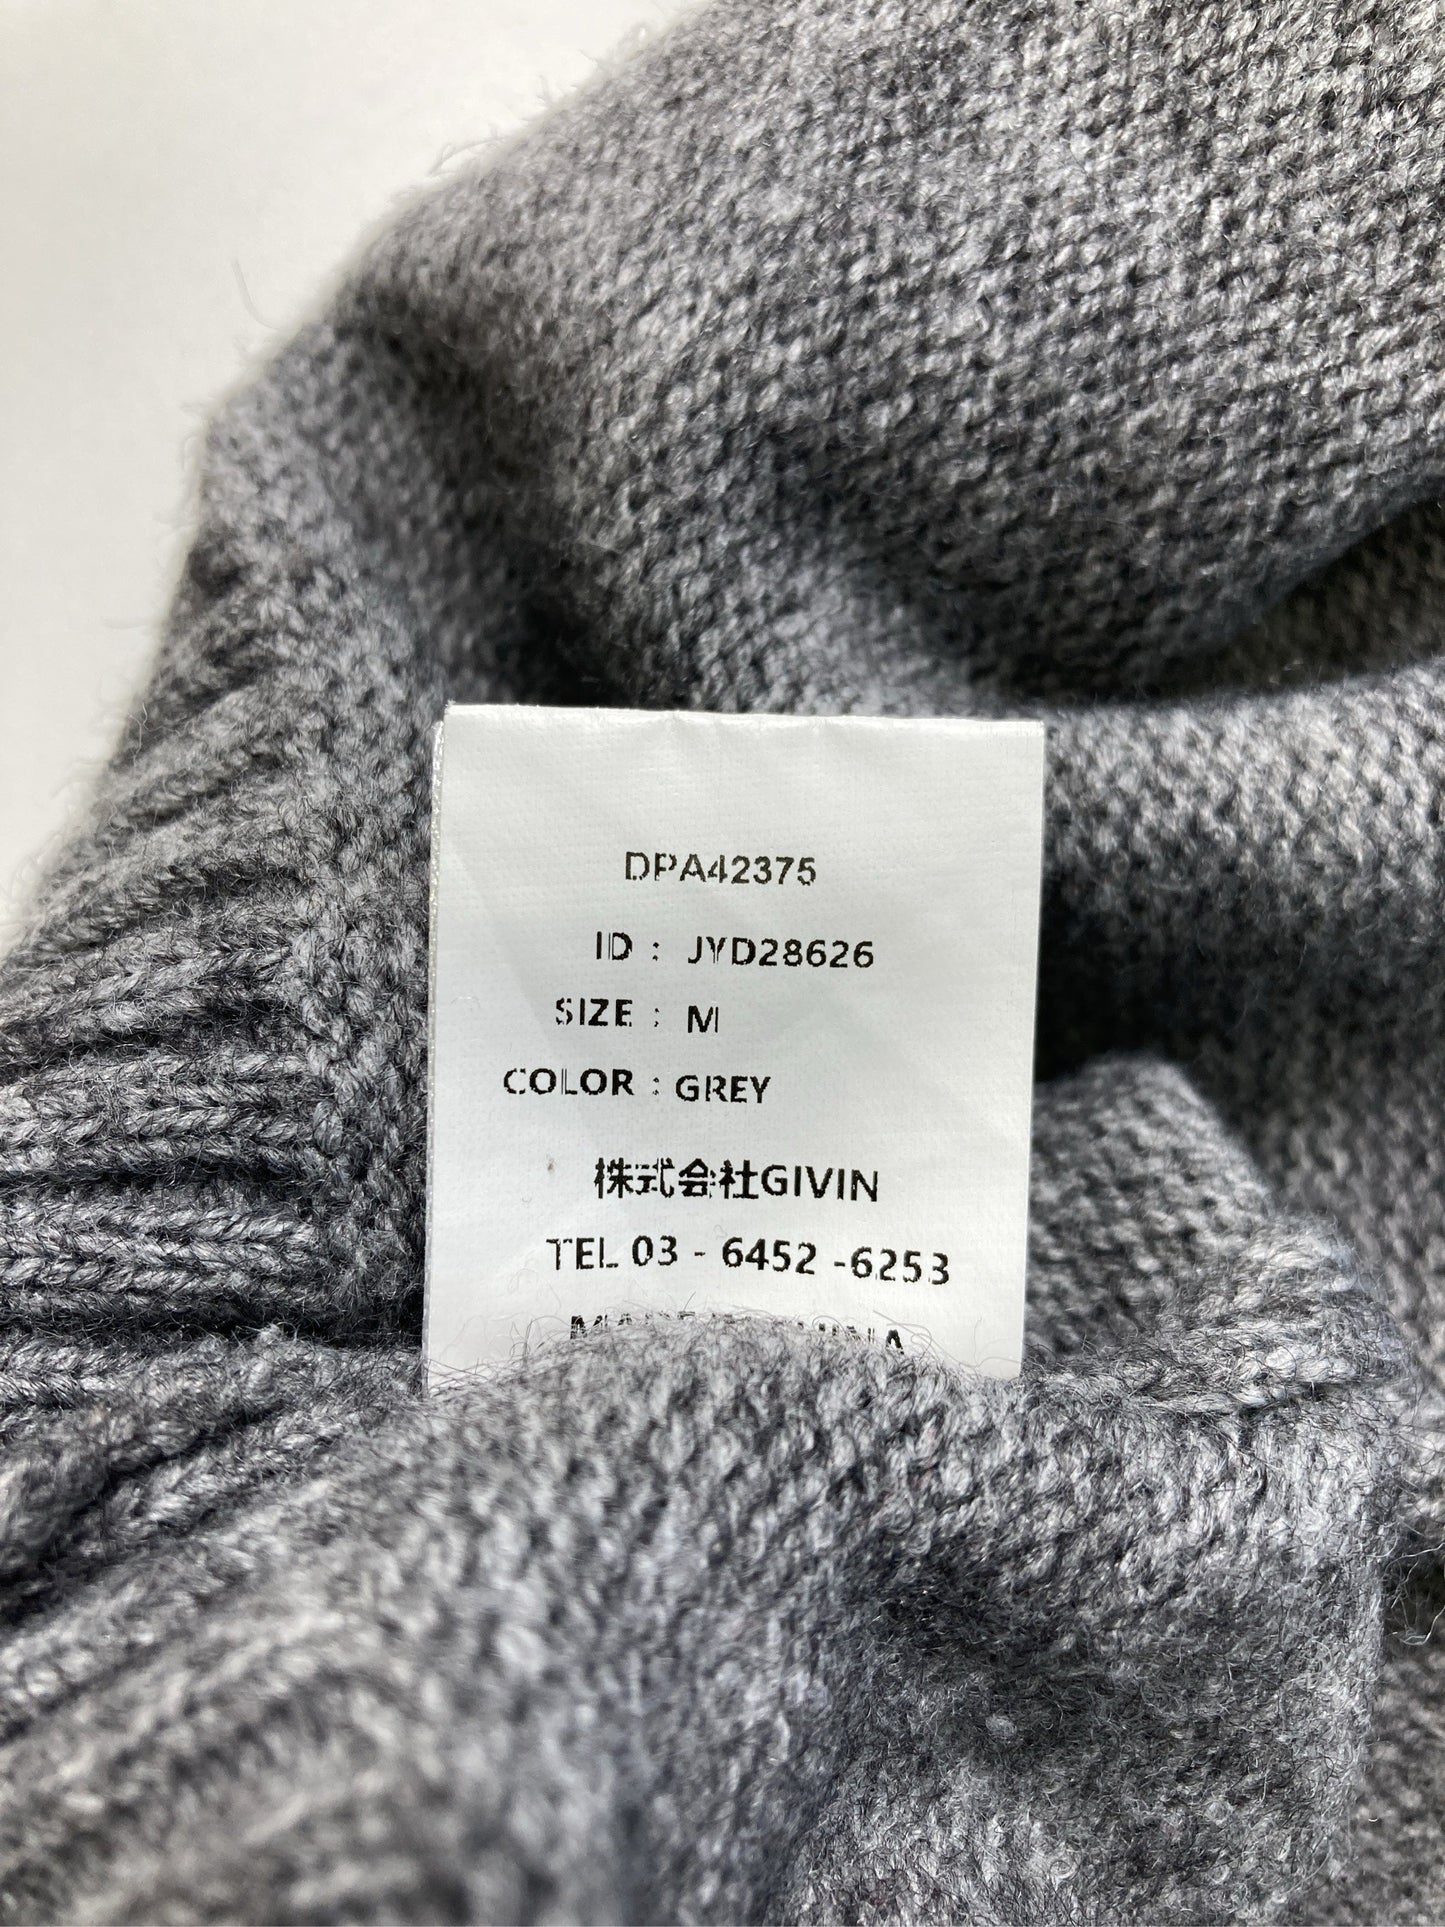 DPA42375
ID : JYD28626
SIZE : M
COLOR : GREY
株式会社GIVIN
TEL 03 - 6452 -6253